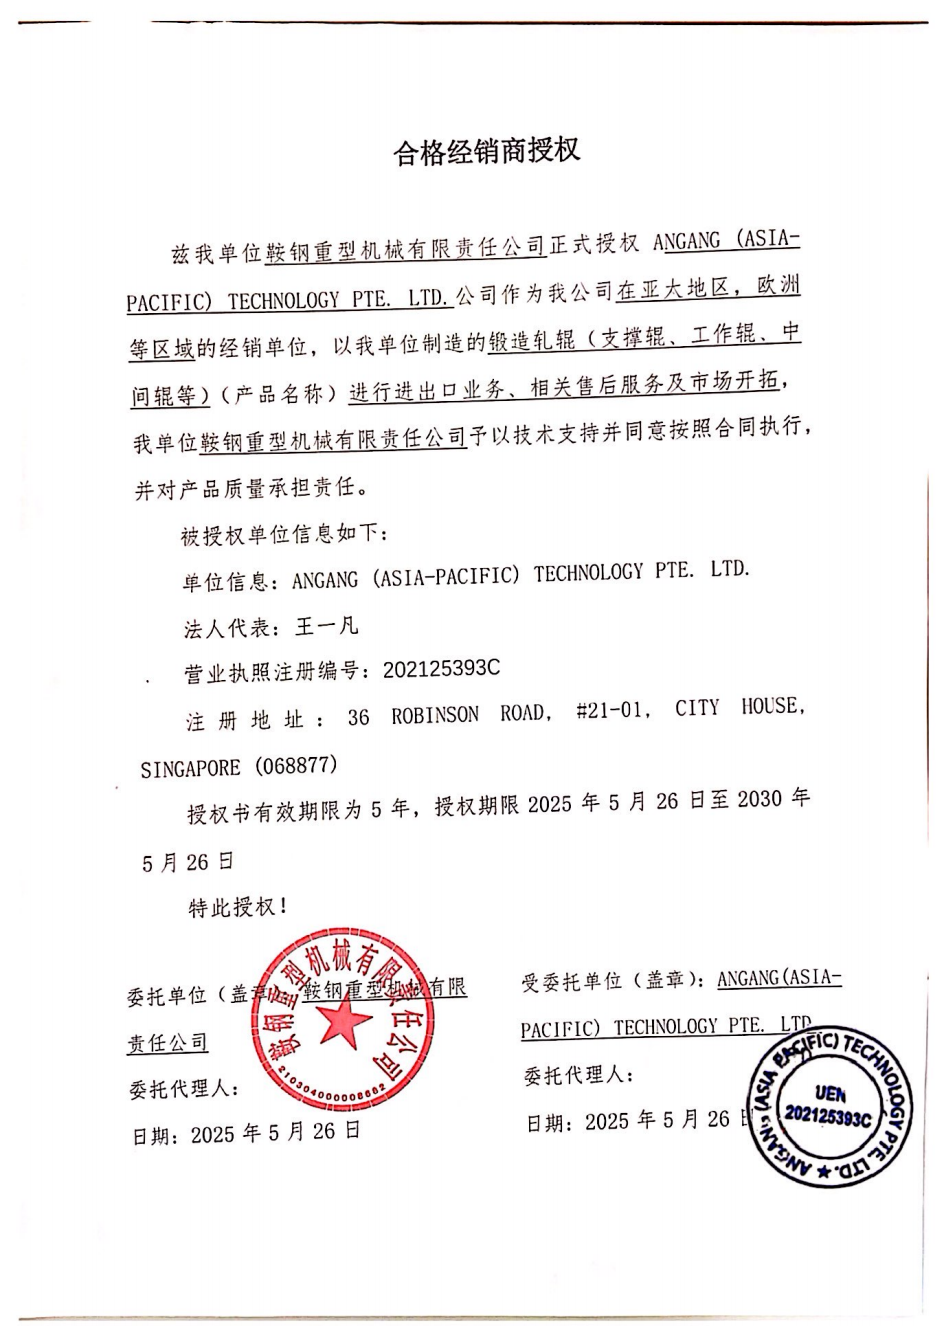 合格经销商授权
兹我单位鞍钢重型机械有限责任公司正式授权 ANGANG (ASIA-
PACIFIC) TECHNOLOGY PTE. LTD.公司作为我公司在亚太地区，欧洲
等区域的经销单位，以我单位制造的锻造轧辊（支撑辊、工作辊、中
间辊等）（产品名称）进行进出口业务、相关售后服务及市场开拓，
我单位鞍钢重型机械有限责任公司予以技术支持并同意按照合同执行，
并对产品质量承担责任。
被授权单位信息如下：
单位信息：ANGANG (ASIA-PACIFIC) TECHNOLOGY PTE. LTD.
法人代表：王一凡
营业执照注册编号：202125393C
注 册 地 址 ： 36 ROBINSON ROAD, #21-01, CITY HOUSE,
SINGAPORE (068877)
授权书有效期限为 5 年，授权期限 2025 年 5 月 26 日至 2030 年
5 月 26 日
特此授权！
委托单位（盖章）：鞍钢重型机械有限
责任公司
委托代理人：
日期：2025 年 5 月 26 日
鞍钢重型机械有限责任公司
210304000008662
受委托单位（盖章）：ANGANG(ASIA-
PACIFIC) TECHNOLOGY PTE. LTD.
委托代理人：
日期：2025 年 5 月 26 日
(ASIA PACIFIC) TECHNOLOGY PTE. LTD.
UEN
202125393C